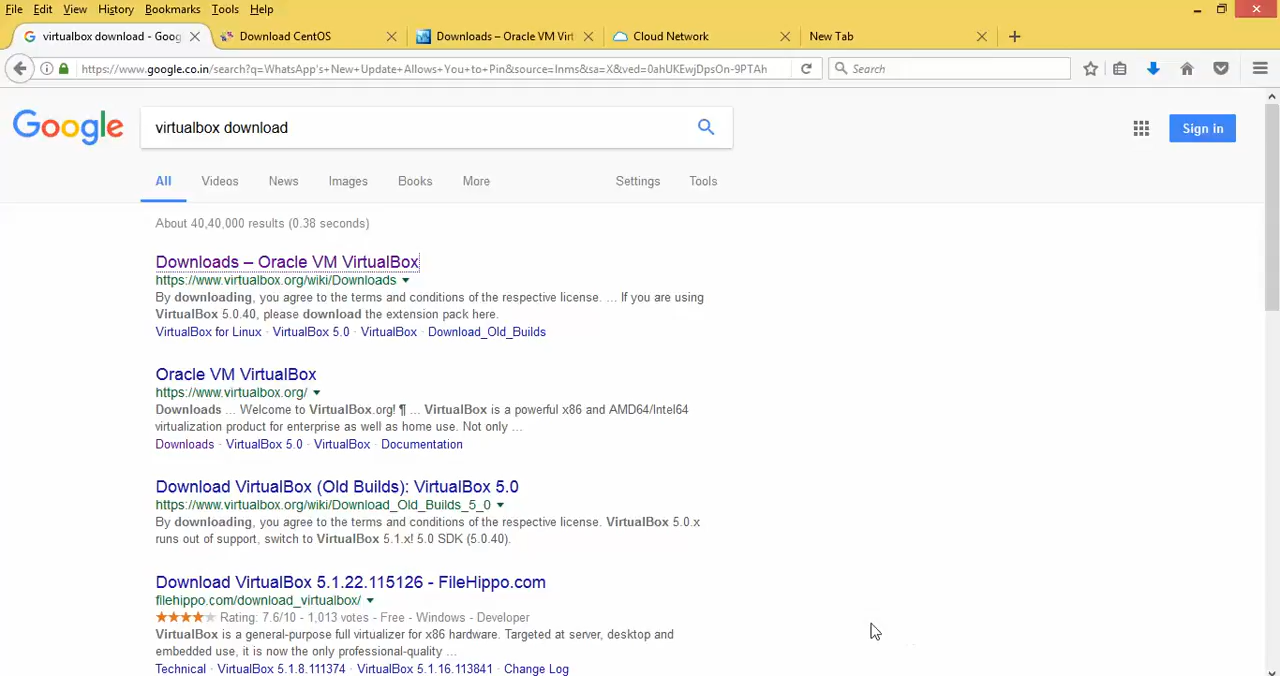 File Edit View History Bookmarks Tools Help
virtualbox download - Goog Download CentOS Downloads – Oracle VM Virt Cloud Network New Tab
https://www.google.co.in/search?q=WhatsApp's+New+Update+Allows+You+to+Pin&source=lnms&sa=X&ved=0ahUKEwjDpsOn-9PTAh Search
Google virtualbox download Sign in
All Videos News Images Books More Settings Tools
About 40,40,000 results (0.38 seconds)
Downloads – Oracle VM VirtualBox
https://www.virtualbox.org/wiki/Downloads
By downloading, you agree to the terms and conditions of the respective license. ... If you are using
VirtualBox 5.0.40, please download the extension pack here.
VirtualBox for Linux · VirtualBox 5.0 · VirtualBox · Download_Old_Builds
Oracle VM VirtualBox
https://www.virtualbox.org/
Downloads ... Welcome to VirtualBox.org! ¶ ... VirtualBox is a powerful x86 and AMD64/Intel64
virtualization product for enterprise as well as home use. Not only ...
Downloads · VirtualBox 5.0 · VirtualBox · Documentation
Download VirtualBox (Old Builds): VirtualBox 5.0
https://www.virtualbox.org/wiki/Download_Old_Builds_5_0
By downloading, you agree to the terms and conditions of the respective license. VirtualBox 5.0.x
runs out of support, switch to VirtualBox 5.1.x! 5.0 SDK (5.0.40).
Download VirtualBox 5.1.22.115126 - FileHippo.com
filehippo.com/download_virtualbox/
Rating: 7.6/10 - 1,013 votes - Free - Windows - Developer
VirtualBox is a general-purpose full virtualizer for x86 hardware. Targeted at server, desktop and
embedded use, it is now the only professional-quality ...
Technical · VirtualBox 5.1.8.111374 · VirtualBox 5.1.16.113841 · Change Log